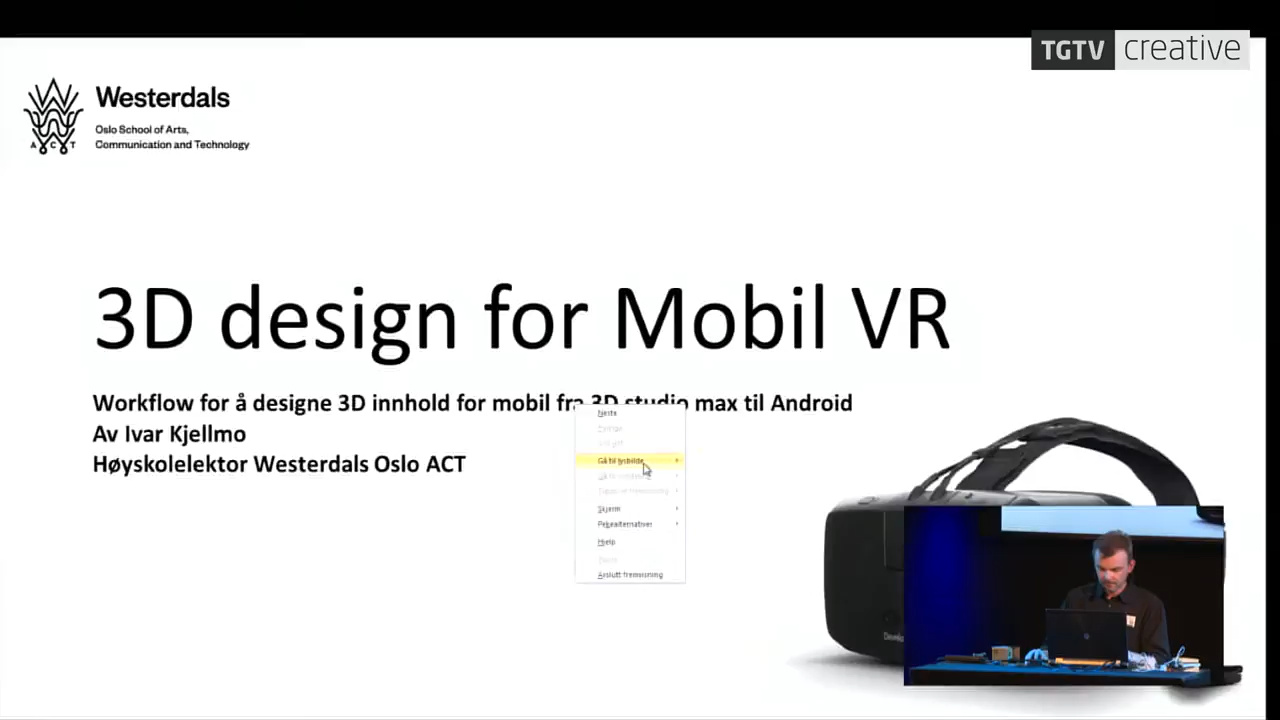 TGTV creative
Westerdals
Oslo School of Arts,
Communication and Technology
A C T
3D design for Mobil VR
Workflow for å designe 3D innhold for mobil fra 3D studio max til Android
Av Ivar Kjellmo
Høyskolelektor Westerdals Oslo ACT
Neste
Gå til lysbilde
Skjerm
Pekealternativer
Hjelp
Avslutt fremvisning